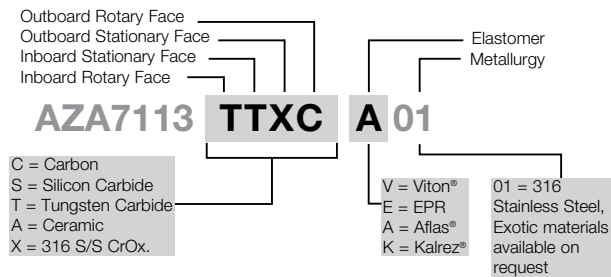 Outboard Rotary Face
Outboard Stationary Face
Inboard Stationary Face
Inboard Rotary Face
Elastomer
Metallurgy
AZA7113 TTXC A 01
C = Carbon
S = Silicon Carbide
T = Tungsten Carbide
A = Ceramic
X = 316 S/S CrOx.
V = Viton®
E = EPR
A = Aflas®
K = Kalrez®
01 = 316
Stainless Steel,
Exotic materials
available on
request